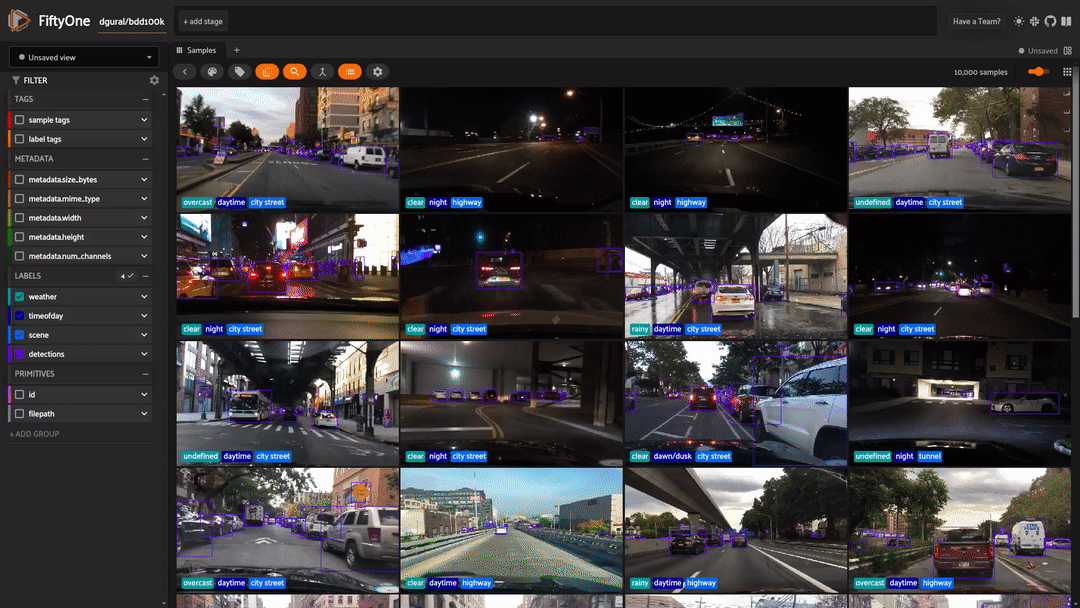 FiftyOne
dgural/bdd100k
+ add stage
Have a Team?
Unsaved view
Samples
+
Unsaved
FILTER
10,000 samples
TAGS
sample tags
label tags
METADATA
metadata.size_bytes
metadata.mime_type
metadata.width
metadata.height
metadata.num_channels
LABELS 4
weather
timeofday
scene
detections
PRIMITIVES
id
filepath
+ ADD GROUP
overcast daytime city street
clear night highway
clear night highway
undefined daytime city street
clear night city street
clear night city street
rainy daytime city street
clear night city street
undefined daytime city street
clear night city street
clear dawn/dusk city street
undefined night tunnel
overcast daytime city street
clear daytime highway
rainy daytime highway
overcast daytime highway